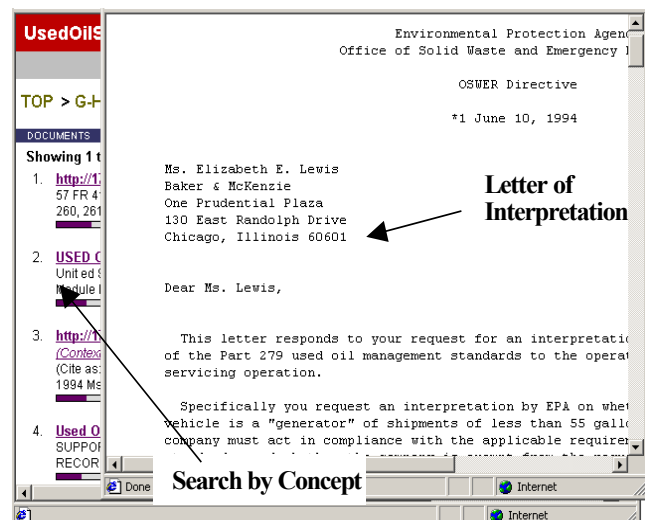 UsedOilS
TOP > G-H
DOCUMENTS
Showing 1 t
1. http://1
57 FR 4
260, 261
2. USED O
United S
Module
3. http://1
(Contex
(Cite as:
1994 Ms
4. Used O
SUPPOR
RECOR
Environmental Protection Agen
Office of Solid Waste and Emergency
OSWER Directive
*1 June 10, 1994
Ms. Elizabeth E. Lewis
Baker & McKenzie
One Prudential Plaza
130 East Randolph Drive
Chicago, Illinois 60601
Letter of
Interpretation
Dear Ms. Lewis,
This letter responds to your request for an interpretatio
of the Part 279 used oil management standards to the operat
servicing operation.
Specifically you request an interpretation by EPA on whet
vehicle is a "generator" of shipments of less than 55 gallo
company must act in compliance with the applicable requirem
Search by Concept
Done
Internet
Internet